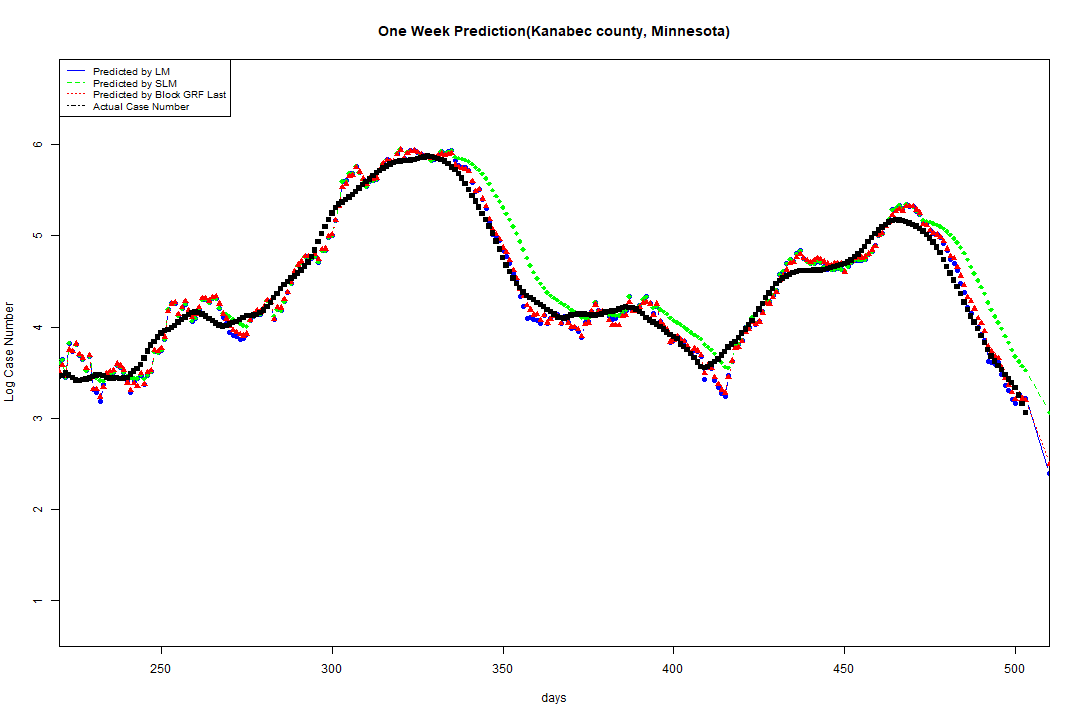 One Week Prediction(Kanabec county, Minnesota)
Predicted by LM
Predicted by SLM
Predicted by Block GRF Last
Actual Case Number
6
5
4
3
2
1
Log Case Number
250 300 350 400 450 500
days